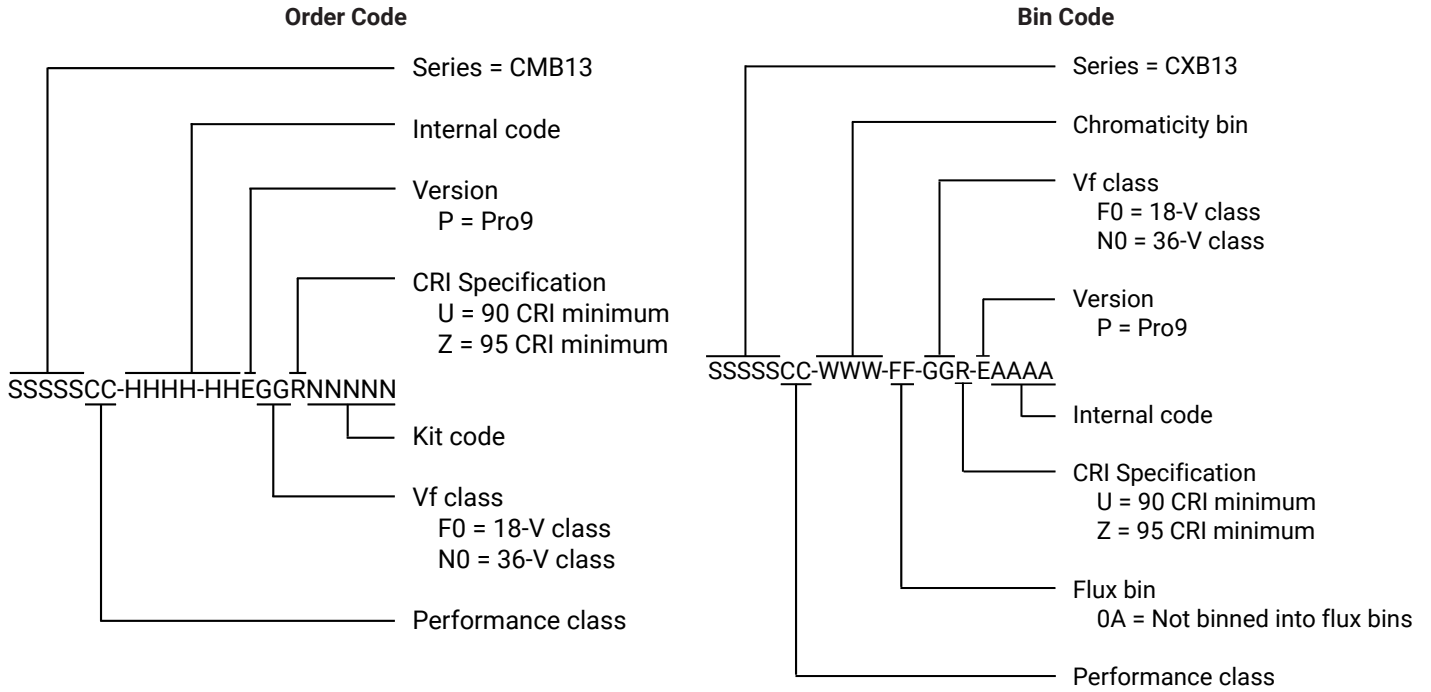 Order Code
Series = CMB13
Internal code
Version
P = Pro9
CRI Specification
U = 90 CRI minimum
Z = 95 CRI minimum
SSSSSCC-HHHH-HHEGGRNNNNN
Kit code
Vf class
F0 = 18-V class
N0 = 36-V class
Performance class
Bin Code
Series = CXB13
Chromaticity bin
Vf class
F0 = 18-V class
N0 = 36-V class
Version
P = Pro9
SSSSSCC-WWW-FF-GGR-EAAAA
Internal code
CRI Specification
U = 90 CRI minimum
Z = 95 CRI minimum
Flux bin
0A = Not binned into flux bins
Performance class